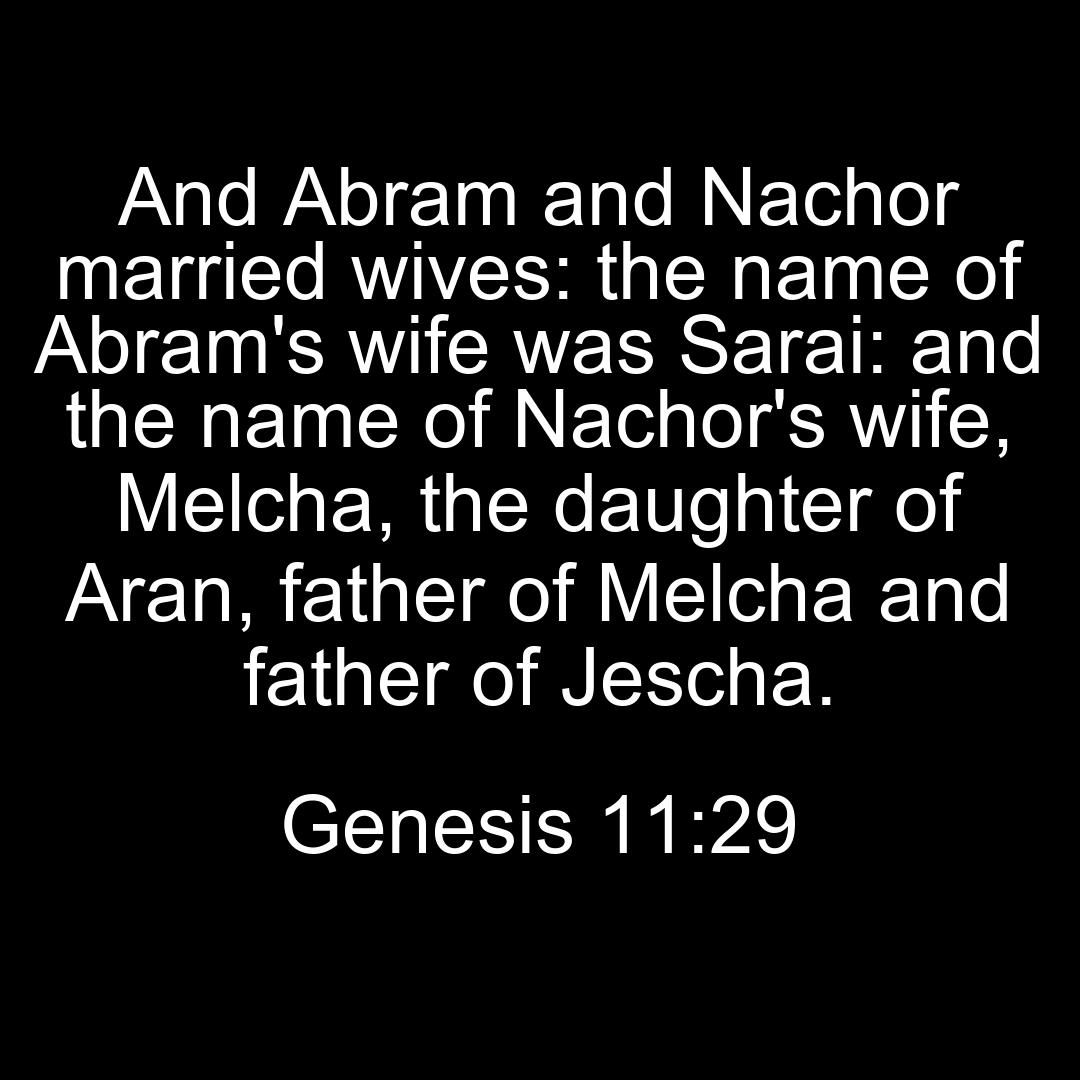 And Abram and Nachor
married wives: the name of
Abram's wife was Sarai: and
the name of Nachor's wife,
Melcha, the daughter of
Aran, father of Melcha and
father of Jescha.
Genesis 11:29